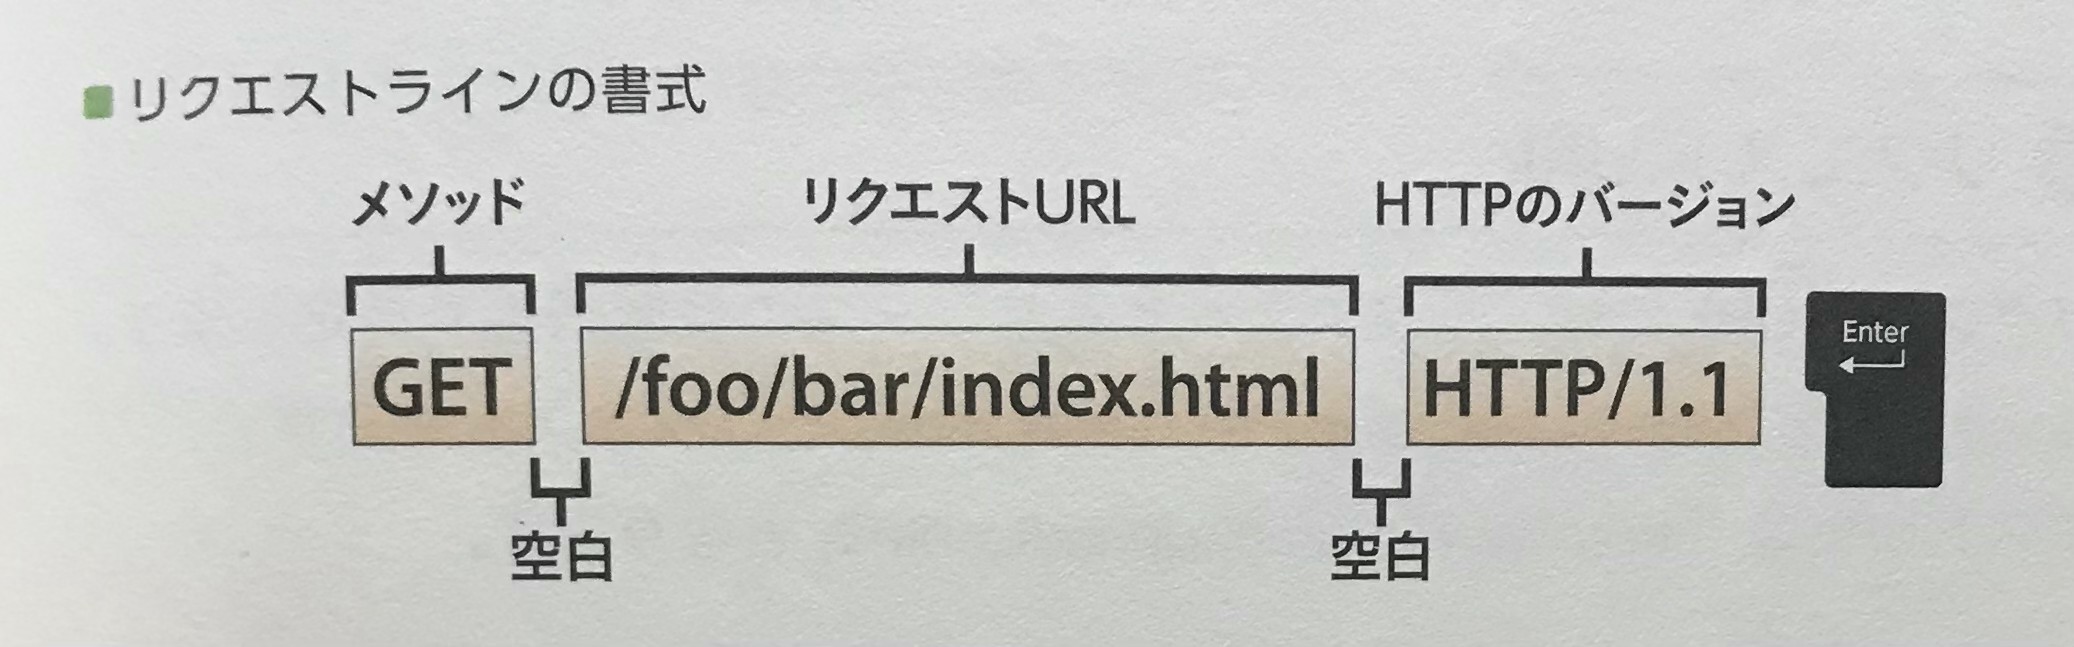 ■リクエストラインの書式
メソッド リクエストURL HTTPのバージョン
GET /foo/bar/index.html HTTP/1.1 Enter
空白 空白